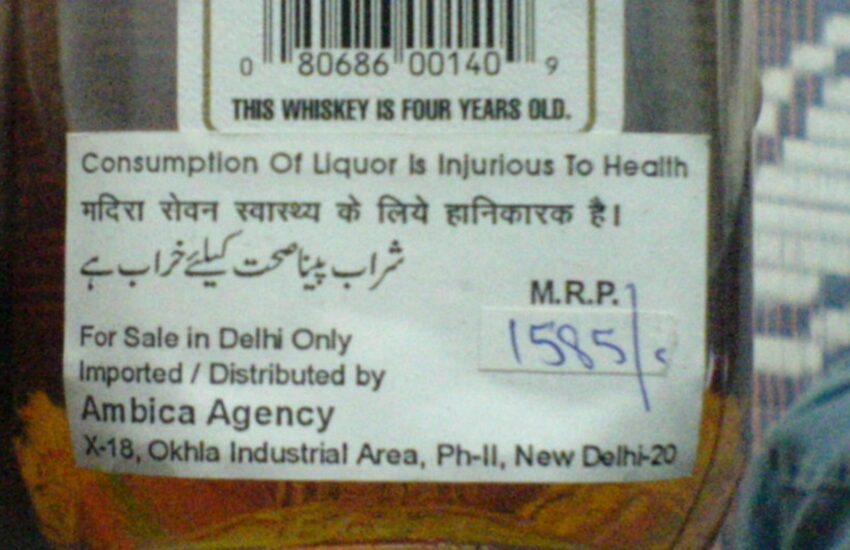 0 80686 00140 9
THIS WHISKEY IS FOUR YEARS OLD.
Consumption Of Liquor Is Injurious To Health
मदिरा सेवन स्वास्थ्य के लिये हानिकारक है।
شراب پینا صحت کیلئے خراب ہے
M.R.P.
1585/-
For Sale in Delhi Only
Imported / Distributed by
Ambica Agency
X-18, Okhla Industrial Area, Ph-II, New Delhi-20